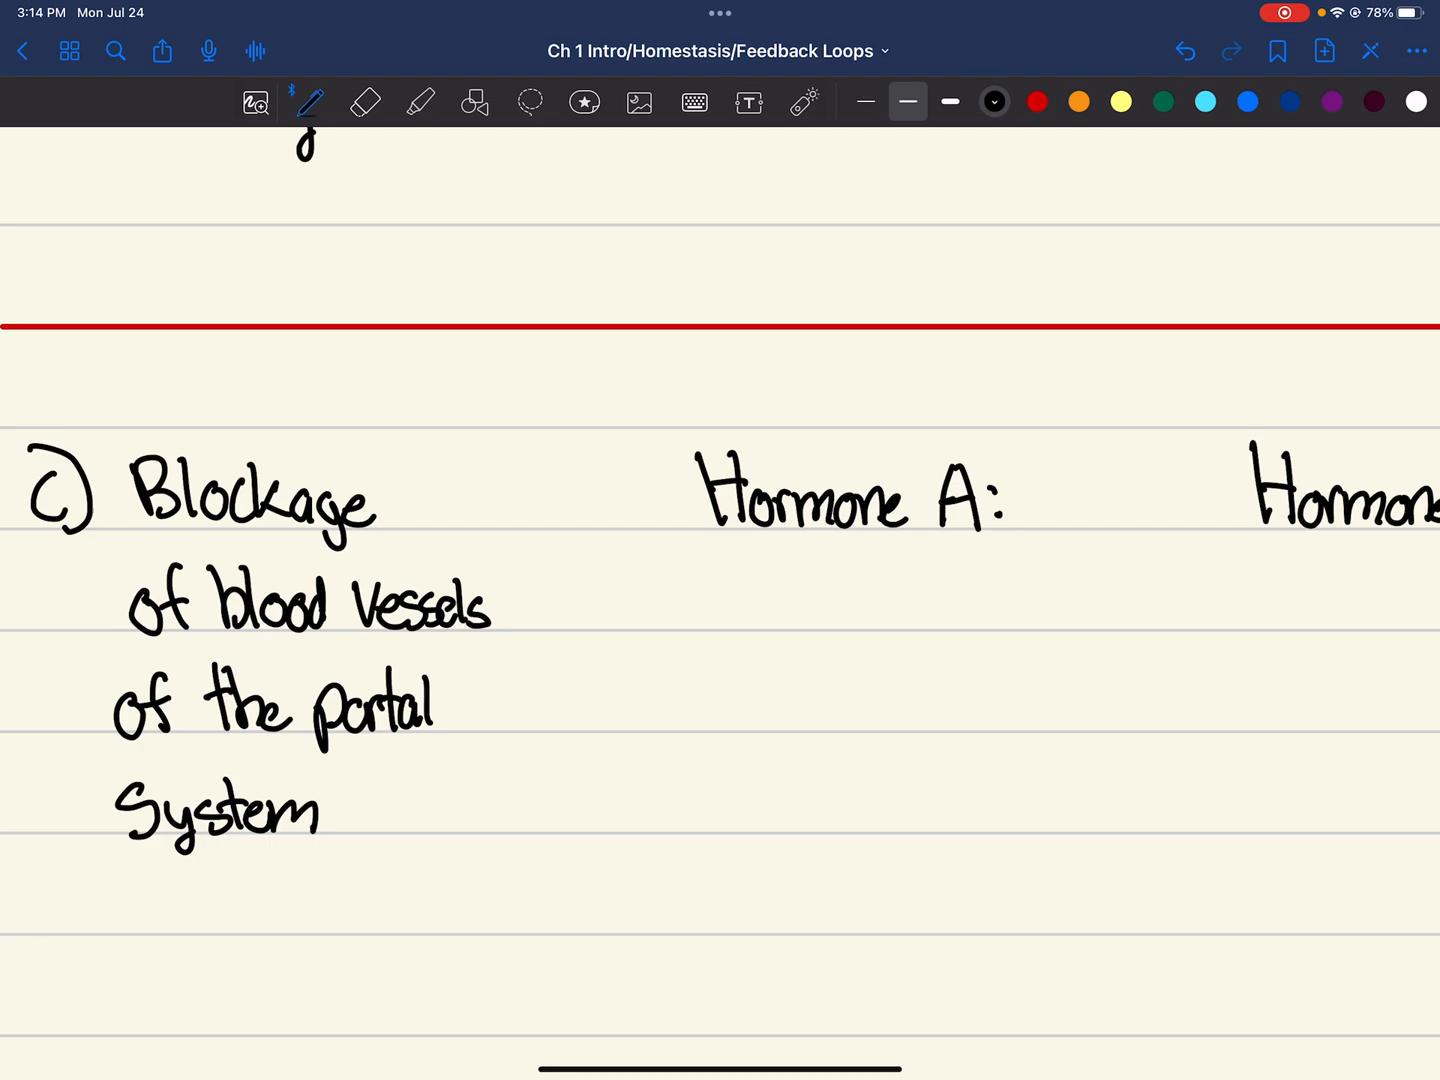 3:14 PM Mon Jul 24
78%
Ch 1 Intro/Homestasis/Feedback Loops
T
C) Blockage Hormone A: Hormone
of blood vessels
of the portal
System